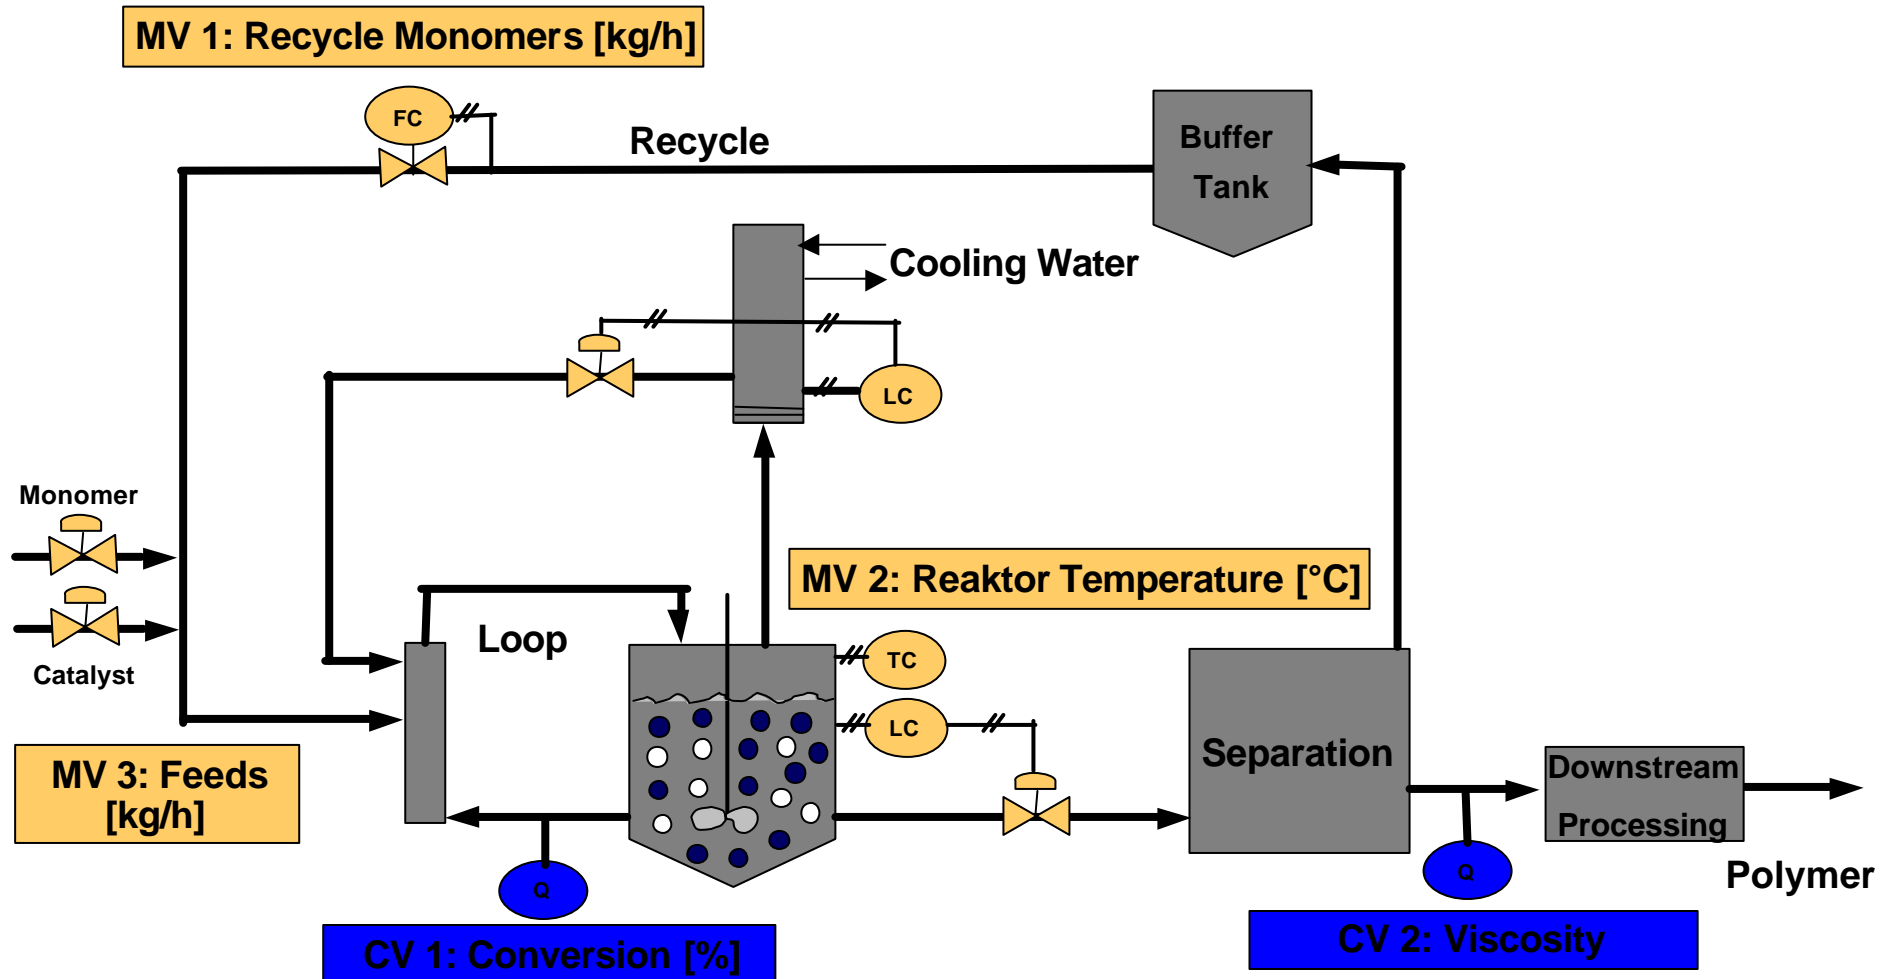 MV 1: Recycle Monomers [kg/h]
FC
Recycle
Buffer
Tank
Cooling Water
LC
Monomer
Catalyst
MV 2: Reaktor Temperature [°C]
Loop
TC
LC
Separation
MV 3: Feeds
[kg/h]
Downstream
Processing
Polymer
Q
Q
CV 1: Conversion [%]
CV 2: Viscosity